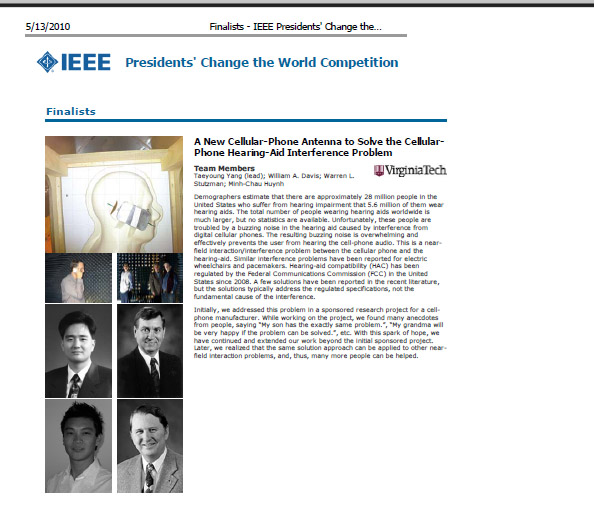 5/13/2010
Finalists - IEEE Presidents' Change the...
IEEE Presidents' Change the World Competition
Finalists
A New Cellular-Phone Antenna to Solve the Cellular-
Phone Hearing-Aid Interference Problem
Team Members
Taeyoung Yang (lead); William A. Davis; Warren L.
Stutzman; Minh-Chau Huynh
VirginiaTech
Demographers estimate that there are approximately 28 million people in the
United States who suffer from hearing impairment that 5.6 million of them wear
hearing aids. The total number of people wearing hearing aids worldwide is
much larger, but no statistics are available. Unfortunately, these people are
troubled by a buzzing noise in the hearing aid caused by interference from
digital cellular phones. The resulting buzzing noise is overwhelming and
effectively prevents the user from hearing the cell-phone audio. This is a near-
field interaction/interference problem between the cellular phone and the
hearing-aid. Similar interference problems have been reported for electric
wheelchairs and pacemakers. Hearing-aid compatibility (HAC) has been
regulated by the Federal Communications Commission (FCC) in the United
States since 2008. A few solutions have been reported in the recent literature,
but the solutions typically address the regulated specifications, not the
fundamental cause of the interference.
Initially, we addressed this problem in a sponsored research project for a cell-
phone manufacturer. While working on the project, we found many anecdotes
from people, saying "My son has the exactly same problem.", "My grandma will
be very happy if the problem can be solved.", etc. With this spark of hope, we
have continued and extended our work beyond the initial sponsored project.
Later, we realized that the same solution approach can be applied to other near-
field interaction problems, and, thus, many more people can be helped.